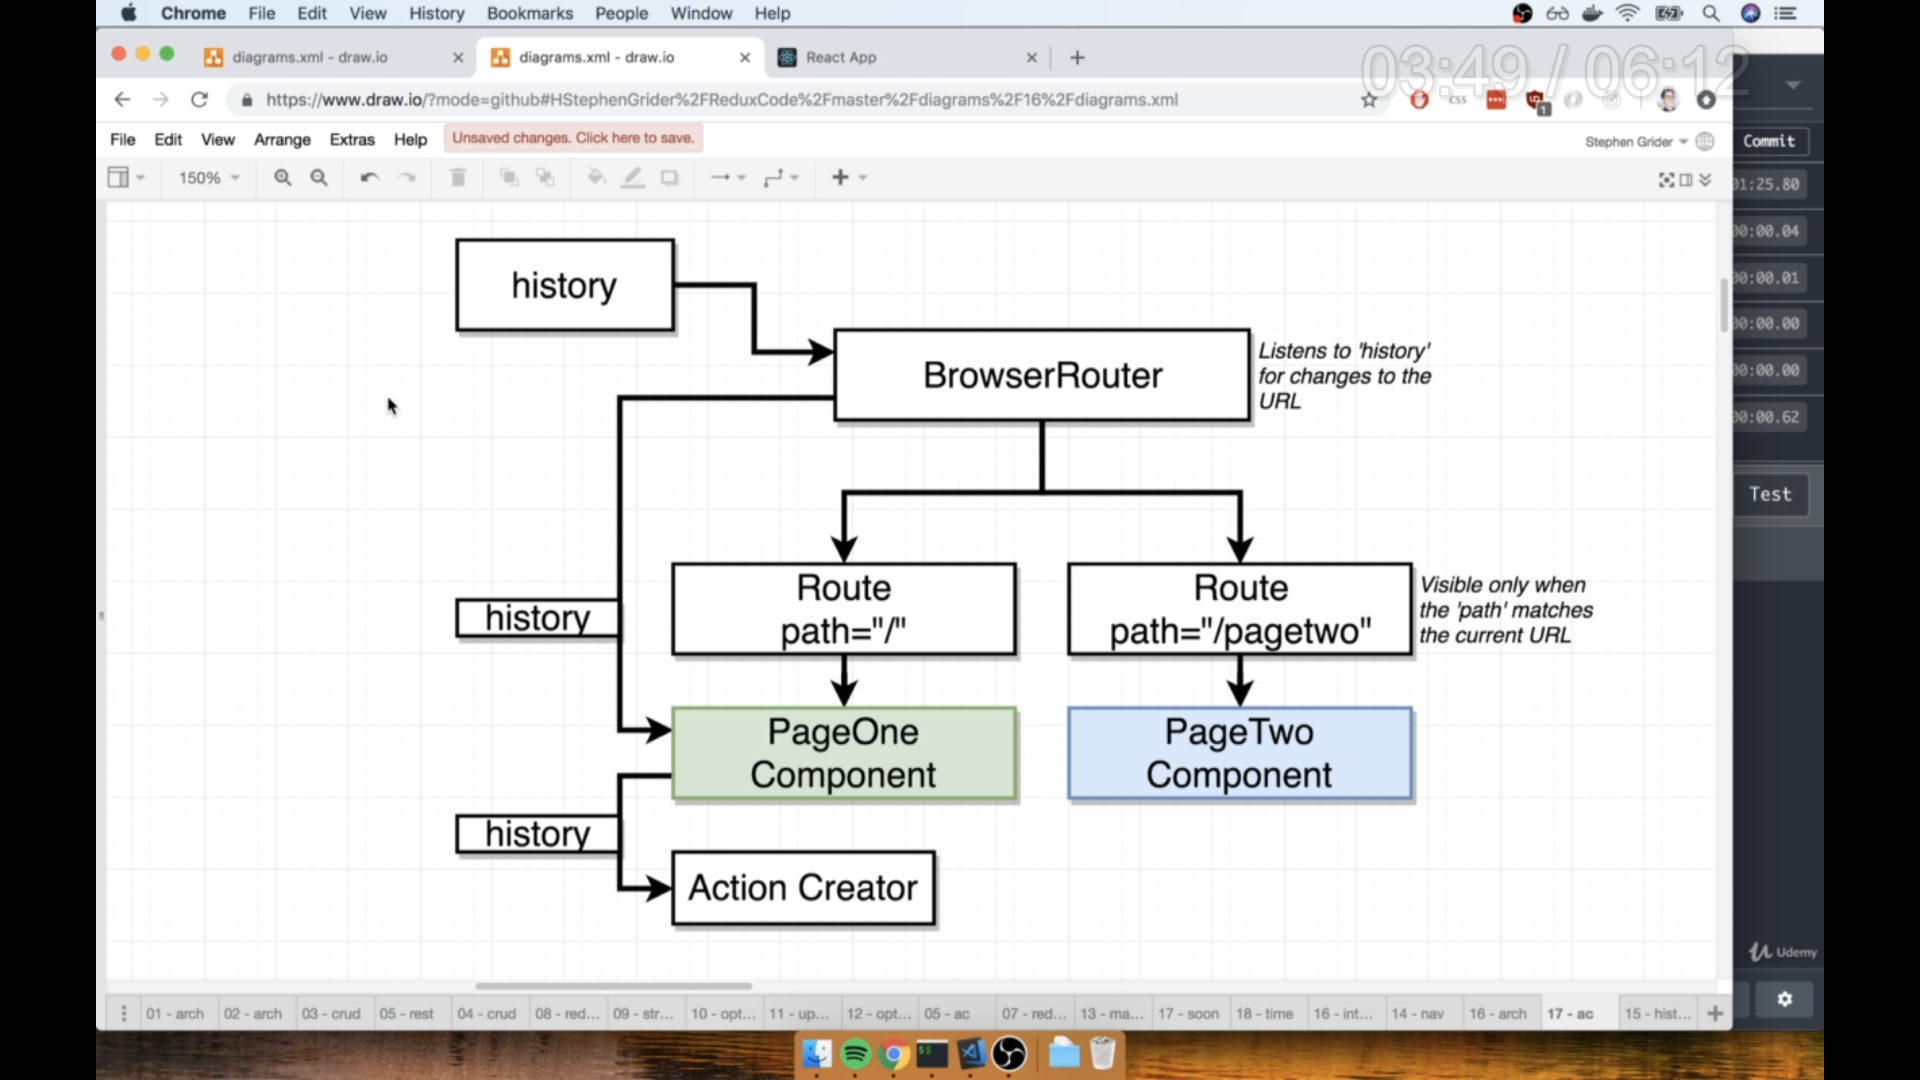 Chrome File Edit View History Bookmarks People Window Help
diagrams.xml - draw.io
diagrams.xml - draw.io
React App
03:49 / 06:12
https://www.draw.io/?mode=github#HStephenGrider%2FReduxCode%2Fmaster%2Fdiagrams%2F16%2Fdiagrams.xml
CSS
1
File Edit View Arrange Extras Help
Unsaved changes. Click here to save.
Stephen Grider
Commit
150%
01:25.80
00:00.04
00:00.01
00:00.00
00:00.00
00:00.62
Test
history
BrowserRouter
Listens to 'history'
for changes to the
URL
history
Route
path="/"
Route
path="/pagetwo"
Visible only when
the 'path' matches
the current URL
PageOne
Component
PageTwo
Component
history
Action Creator
Udemy
01 - arch
02 - arch
03 - crud
05 - rest
04 - crud
08 - red...
09 - str...
10 - opt...
11 - up...
12 - opt...
05 - ac
07 - red...
13 - ma...
17 - soon
18 - time
16 - int...
14 - nav
16 - arch
17 - ac
15 - hist...